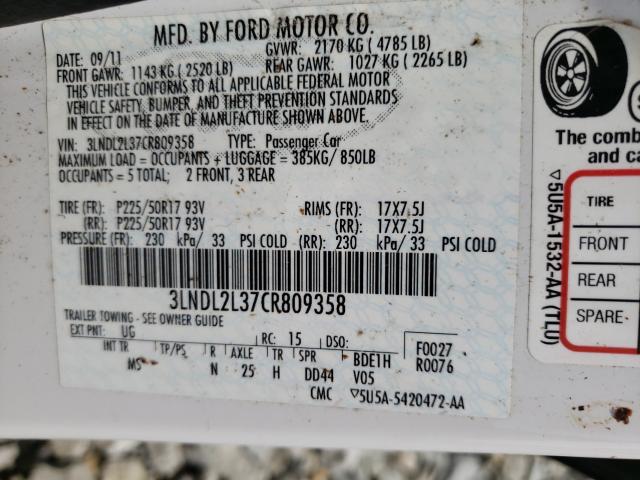 MFD. BY FORD MOTOR CO.
DATE: 09/11 GVWR: 2170 KG ( 4785 LB)
FRONT GAWR: 1143 KG ( 2520 LB) REAR GAWR: 1027 KG ( 2265 LB)
THIS VEHICLE CONFORMS TO ALL APPLICABLE FEDERAL MOTOR
VEHICLE SAFETY, BUMPER, AND THEFT PREVENTION STANDARDS
IN EFFECT ON THE DATE OF MANUFACTURE SHOWN ABOVE.
VIN: 3LNDL2L37CR809358 TYPE: Passenger Car
MAXIMUM LOAD = OCCUPANTS + LUGGAGE = 385KG/ 850LB
OCCUPANTS: 5 TOTAL; 2 FRONT, 3 REAR
TIRE (FR): P225/50R17 93V RIMS (FR): 17X7.5J
(RR): P225/50R17 93V (RR): 17X7.5J
PRESSURE (FR): 230 kPa/ 33 PSI COLD (RR): 230 kPa/ 33 PSI COLD
3LNDL2L37CR809358
TRAILER TOWING - SEE OWNER GUIDE
EXT PNT: UG RC: 15 DSO:
INT TR TP/PS R AXLE TR SPR BDE1H F0027
MS N 25 H DD44 V05 R0076
CMC ▽5U5A-5420472-AA
The comb
and ca
▽5U5A-1532-AA (TLU)
TIRE
FRONT
REAR
SPARE